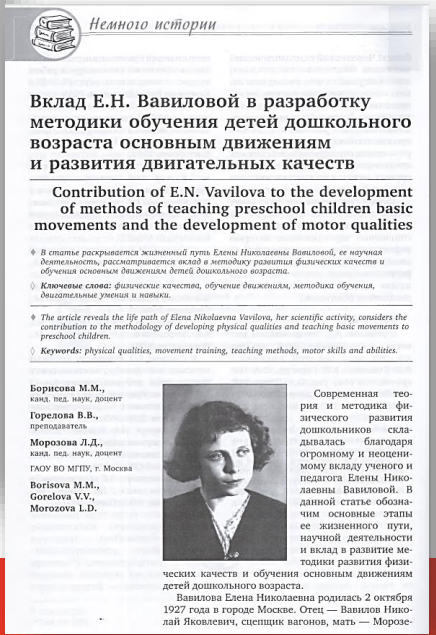 Немного истории
Вклад Е.Н. Вавиловой в разработку
методики обучения детей дошкольного
возраста основным движениям
и развития двигательных качеств
Contribution of E.N. Vavilova to the development
of methods of teaching preschool children basic
movements and the development of motor qualities
В статье раскрывается жизненный путь Елены Николаевны Вавиловой, ее научная
деятельность, рассматривается вклад в методику развития физических качеств и
обучения основным движениям детей дошкольного возраста.
Ключевые слова: физические качества, обучение движениям, методика обучения,
двигательные умения и навыки.
The article reveals the life path of Elena Nikolaevna Vavilova, her scientific activity, considers the
contribution to the methodology of developing physical qualities and teaching basic movements to
preschool children.
Keywords: physical qualities, movement training, teaching methods, motor skills and abilities.
Борисова М.М.,
канд. пед. наук, доцент
Горелова В.В.,
преподаватель
Морозова Л.Д.,
канд. пед. наук, доцент
ГАОУ ВО МГПУ, г. Москва
Borisova M.M.,
Gorelova V.V.,
Morozova L.D.
Современная тео-
рия и методика фи-
зического развития
дошкольников скла-
дывалась благодаря
огромному и неоцени-
мому вкладу ученого и
педагога Елены Нико-
лаевны Вавиловой. В
данной статье обозна-
чим основные этапы
ее жизненного пути,
научной деятельности
и вклад в развитие ме-
тодики развития физи-
ческих качеств и обучения основным движениям
детей дошкольного возраста.
Вавилова Елена Николаевна родилась 2 октября
1927 года в городе Москве. Отец — Вавилов Нико-
лай Яковлевич, сцепщик вагонов, мать — Морозе-